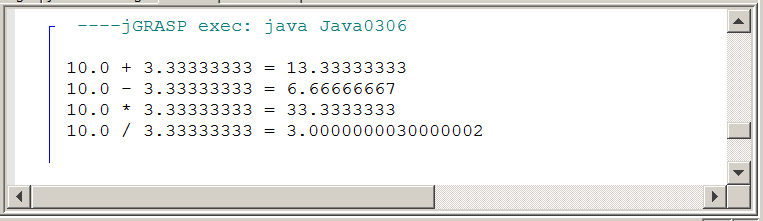 ----jGRASP exec: java Java0306
10.0 + 3.33333333 = 13.33333333
10.0 - 3.33333333 = 6.66666667
10.0 * 3.33333333 = 33.3333333
10.0 / 3.33333333 = 3.0000000030000002